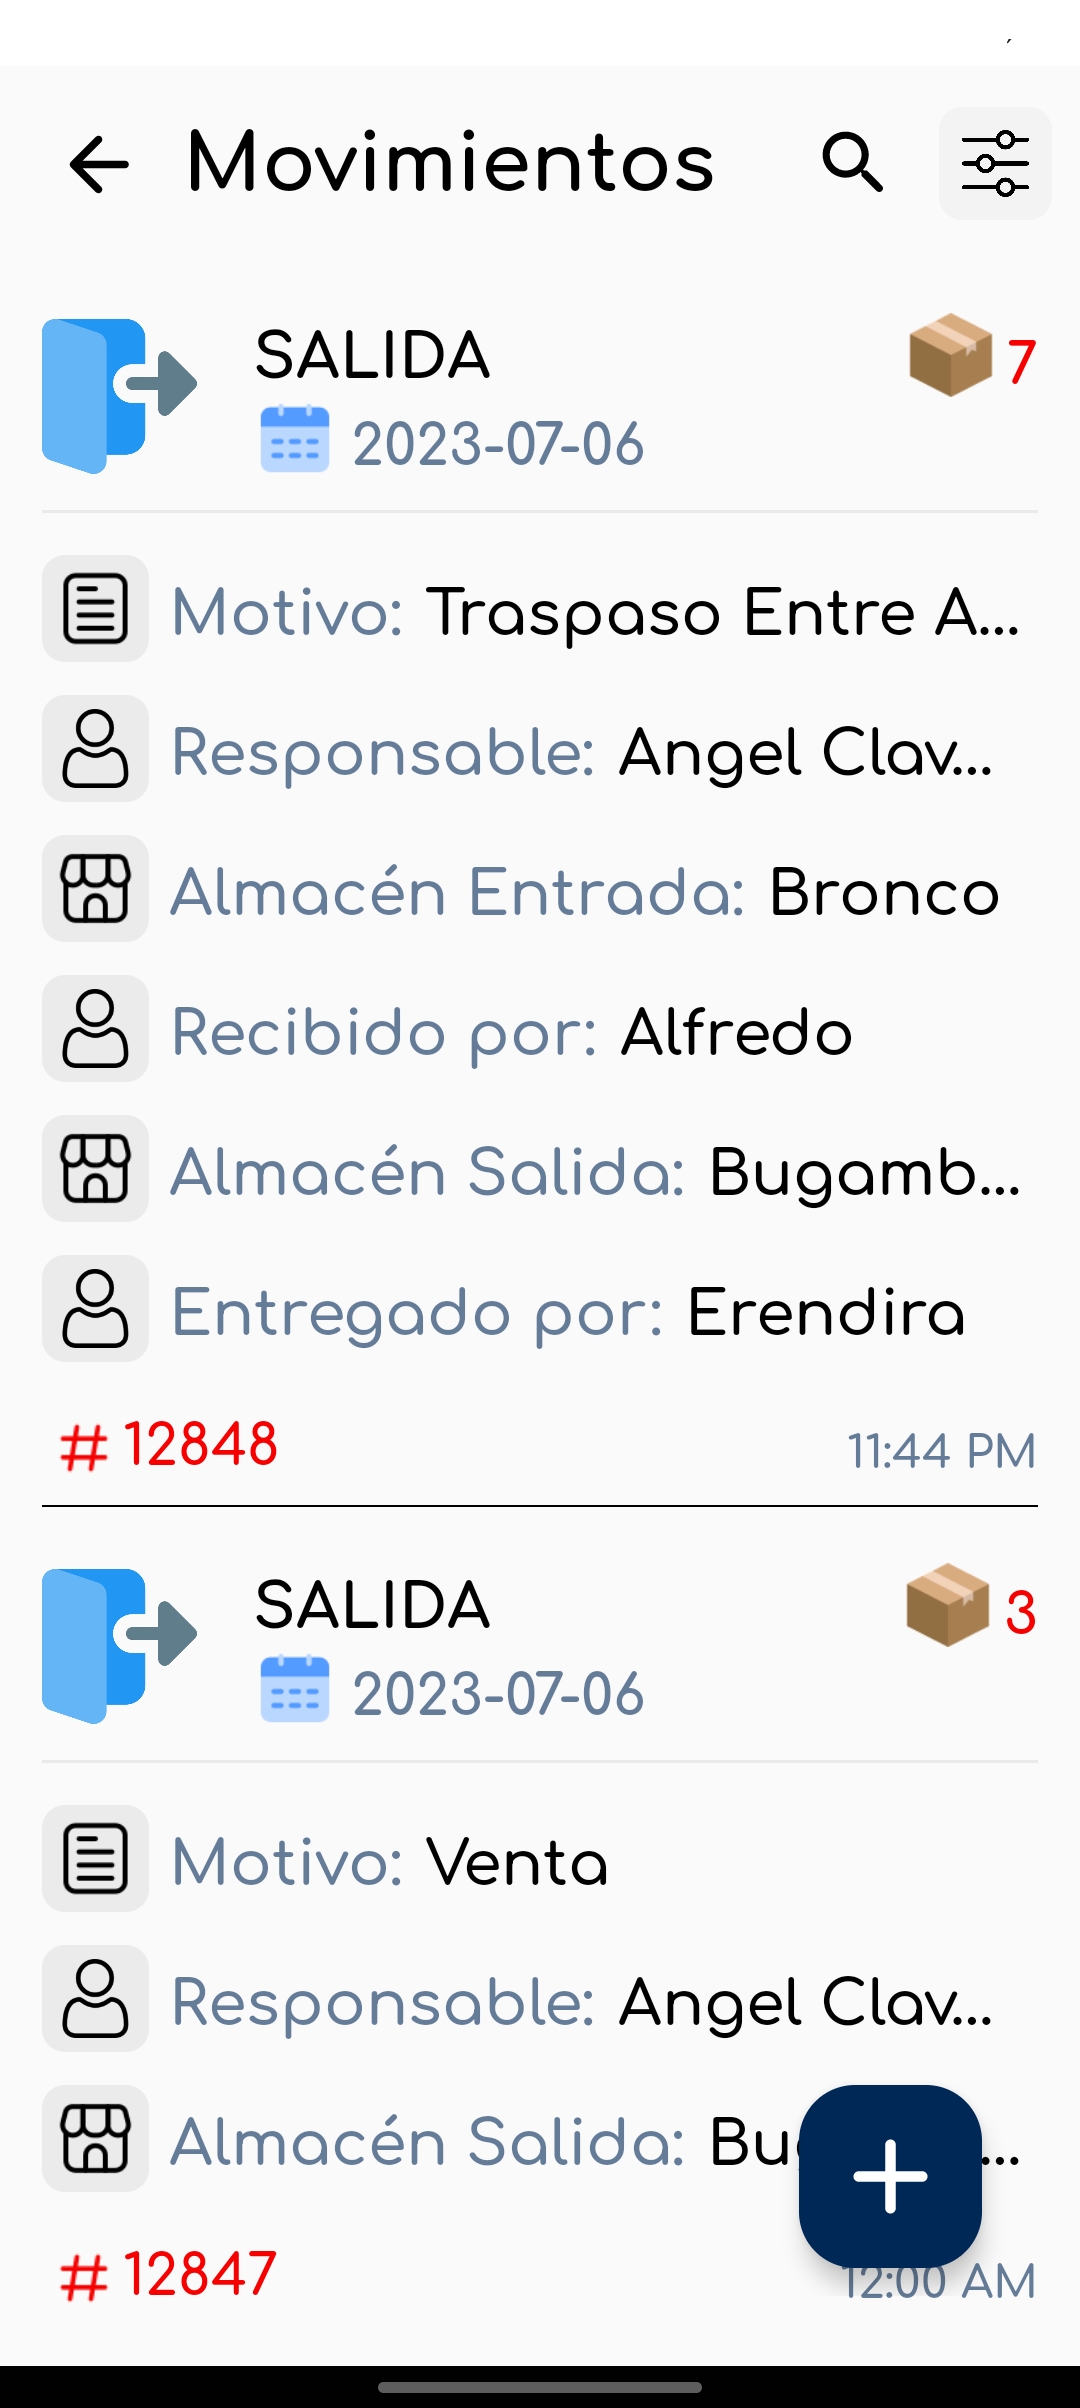 Movimientos
SALIDA
7
2023-07-06
Motivo: Traspaso Entre A...
Responsable: Angel Clav...
Almacén Entrada: Bronco
Recibido por: Alfredo
Almacén Salida: Bugamb...
Entregado por: Erendira
# 12848
11:44 PM
SALIDA
3
2023-07-06
Motivo: Venta
Responsable: Angel Clav...
Almacén Salida:
# 12847
12:00 AM